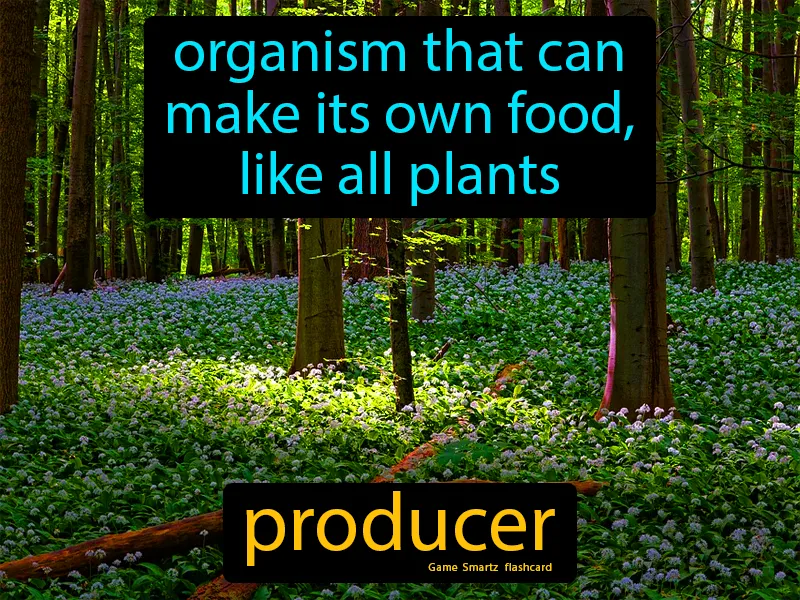 organism that can
make its own food,
like all plants
producer
Game Smartz flashcard